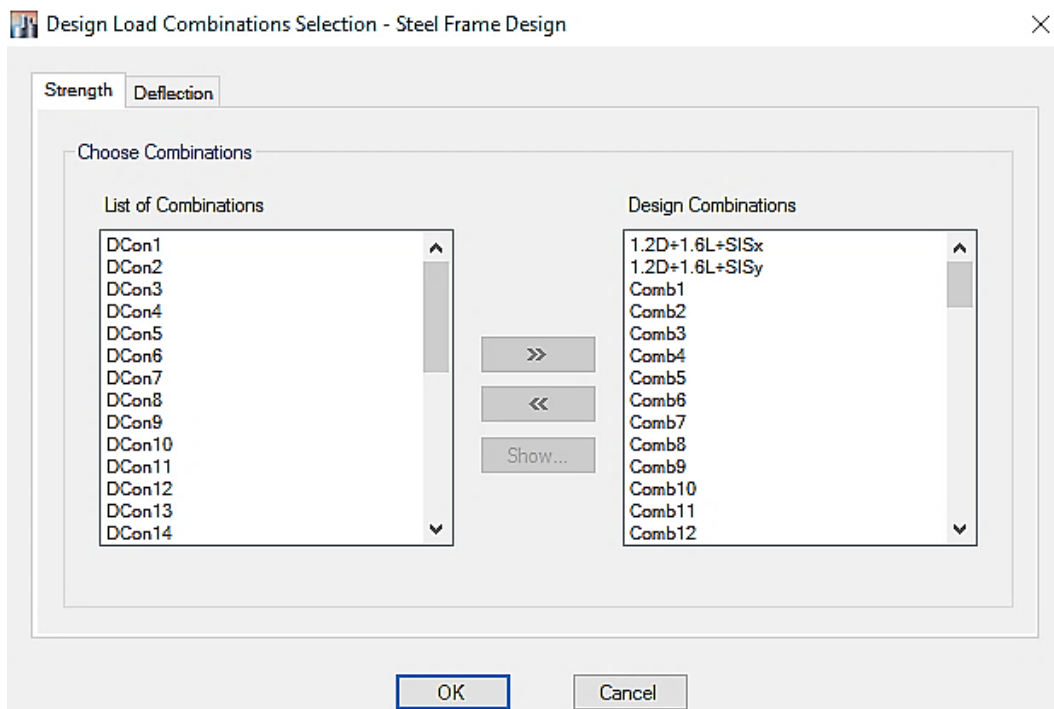 Design Load Combinations Selection - Steel Frame Design
Strength
Deflection
Choose Combinations
List of Combinations
DCon1
DCon2
DCon3
DCon4
DCon5
DCon6
DCon7
DCon8
DCon9
DCon10
DCon11
DCon12
DCon13
DCon14
>>
<<
Show...
Design Combinations
1.2D+1.6L+SISx
1.2D+1.6L+SISy
Comb1
Comb2
Comb3
Comb4
Comb5
Comb6
Comb7
Comb8
Comb9
Comb10
Comb11
Comb12
OK
Cancel